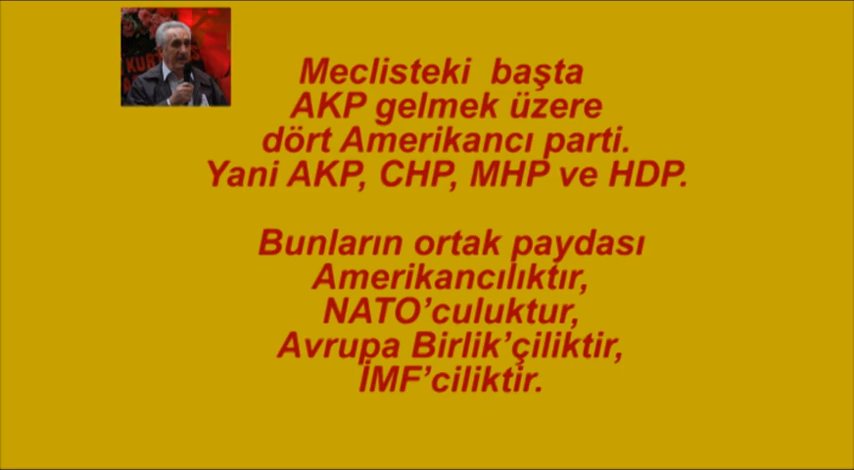 KURT
Meclisteki başta
AKP gelmek üzere
dört Amerikancı parti.
Yani AKP, CHP, MHP ve HDP.
Bunların ortak paydası
Amerikancılıktır,
NATO’culuktur,
Avrupa Birlik’çiliktir,
İMF’ciliktir.